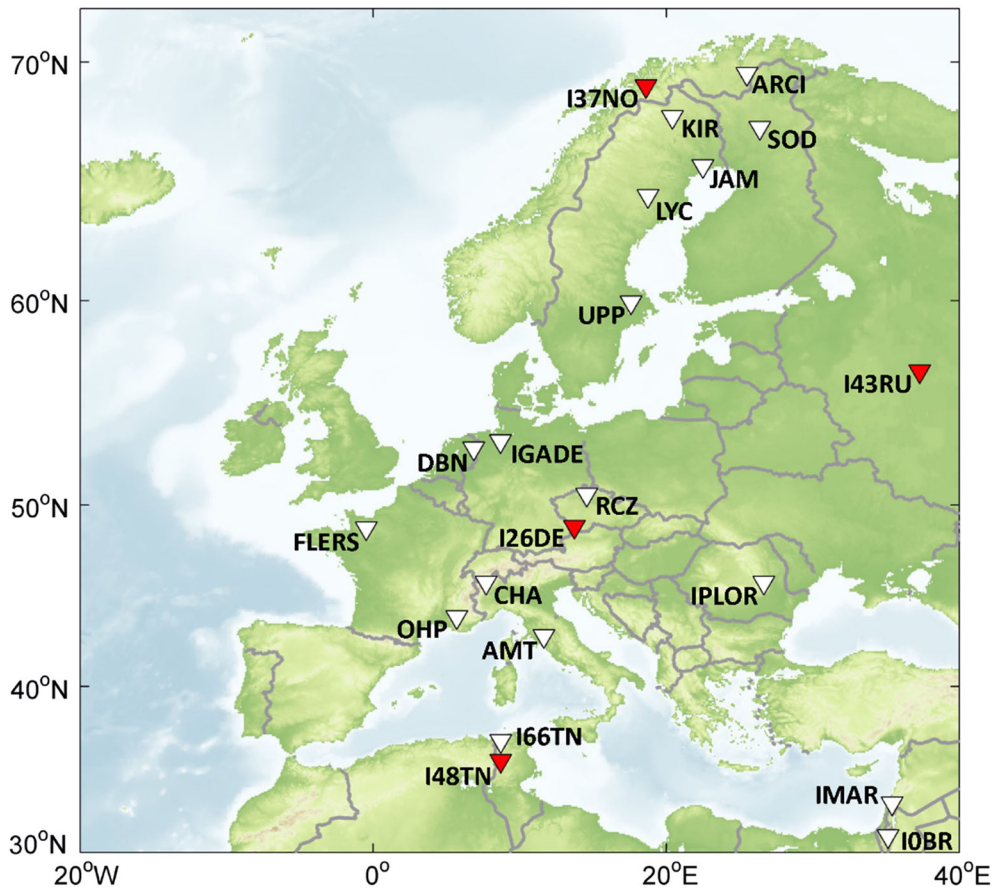 70°N
ARCI
I37NO
KIR
SOD
JAM
LYC
60°N
UPP
I43RU
DBN
IGADE
50°N
RCZ
FLERS
I26DE
CHA
IPLOR
OHP
AMT
40°N
I66TN
I48TN
IMAR
30°N
I0BR
20°W
0°
20°E
40°E